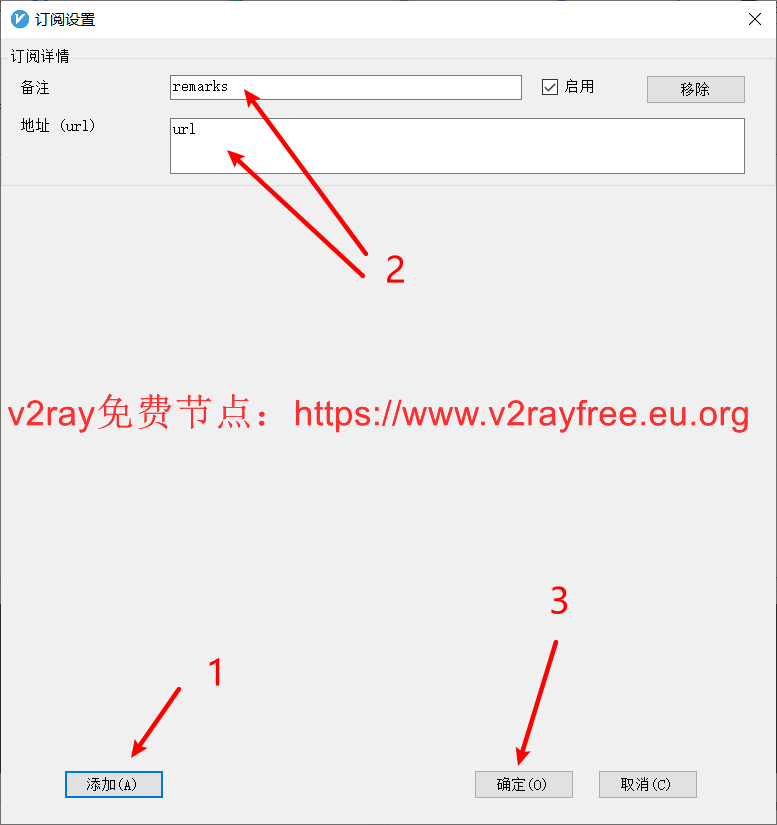 订阅设置
订阅详情
备注
remarks
启用
移除
地址 (url)
url
2
v2ray免费节点：https://www.v2rayfree.eu.org
3
1
添加(A)
确定(O)
取消(C)